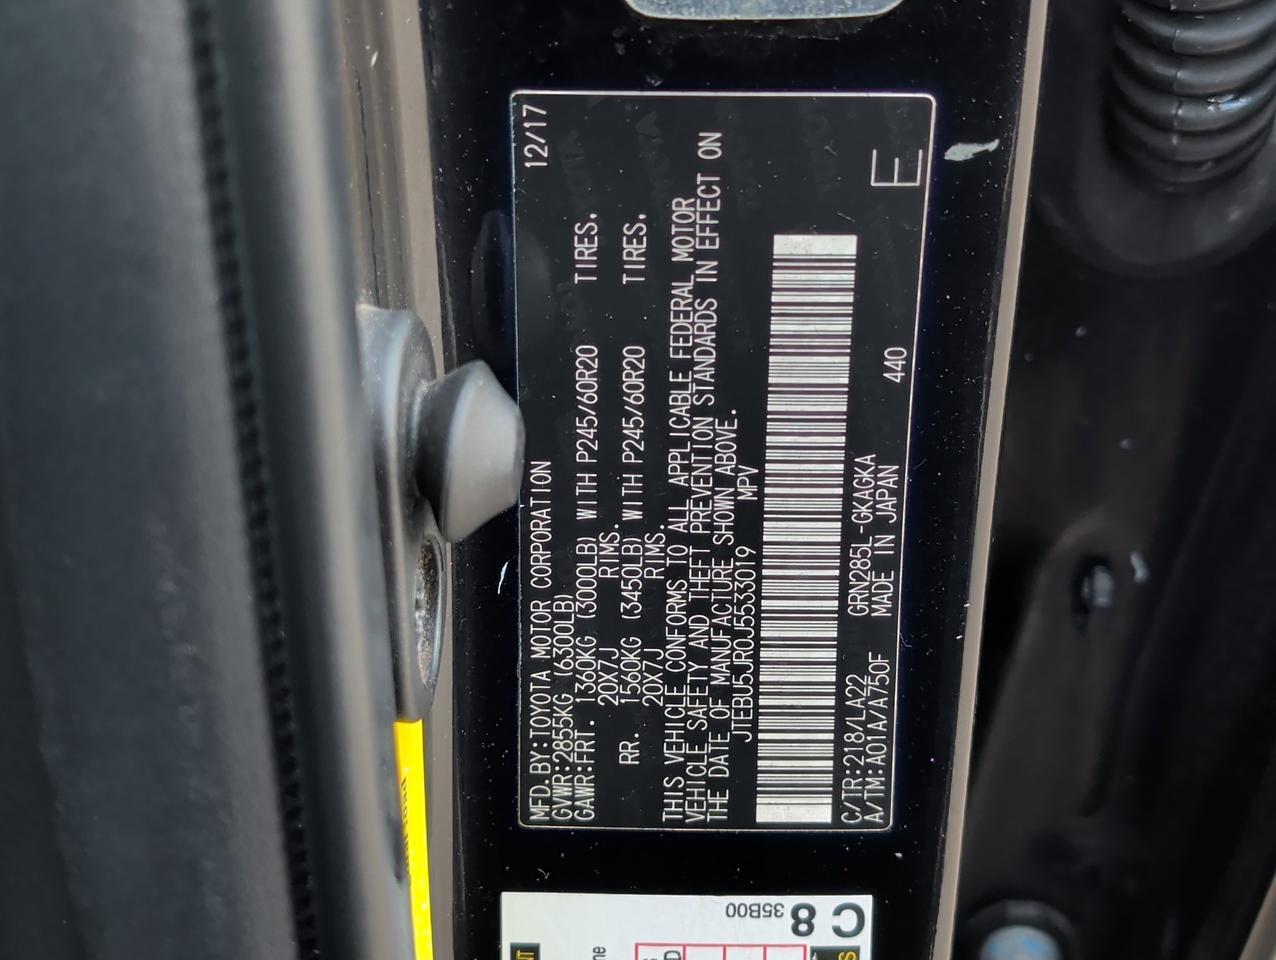 MFD. BY: TOYOTA MOTOR CORPORATION 12/17
GVWR: 2855KG (6300LB)
GAWR: FRT. 1360KG (3000LB) WITH P245/60R20 TIRES.
20X7J RIMS.
RR. 1560KG (3450LB) WITH P245/60R20 TIRES.
20X7J RIMS.
THIS VEHICLE CONFORMS TO ALL APPLICABLE FEDERAL MOTOR
VEHICLE SAFETY AND THEFT PREVENTION STANDARDS IN EFFECT ON
THE DATE OF MANUFACTURE SHOWN ABOVE.
JTEBU5JR0J5533019 MPV
C/TR: 218/LA22 GRN285L-GKAGKA
A/TM: A01A/A750F MADE IN JAPAN 440
E
C8
35B00